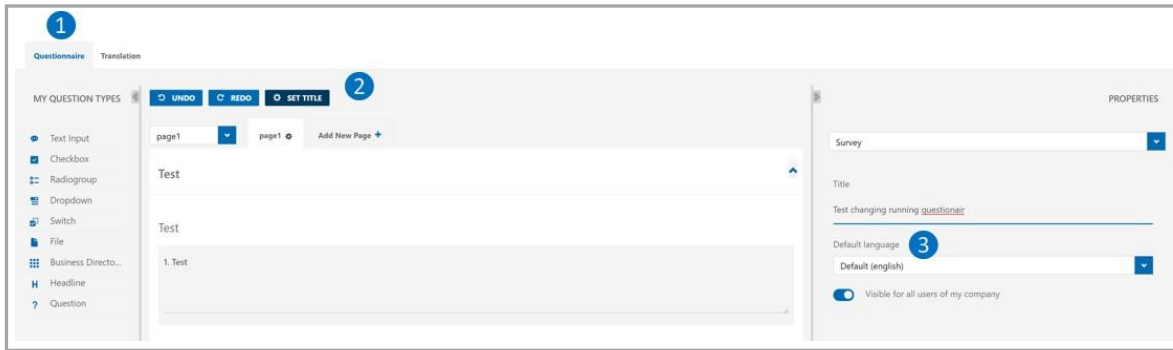 1
Questionnaire Translation
2
MY QUESTION TYPES
UNDO REDO SET TITLE
PROPERTIES
Text Input
Checkbox
Radiogroup
Dropdown
Switch
File
Business Directo...
Headline
Question
page1 page1 Add New Page +
Test
Test
1. Test
Survey
Title
Test changing running questionair
Default language 3
Default (english)
Visible for all users of my company